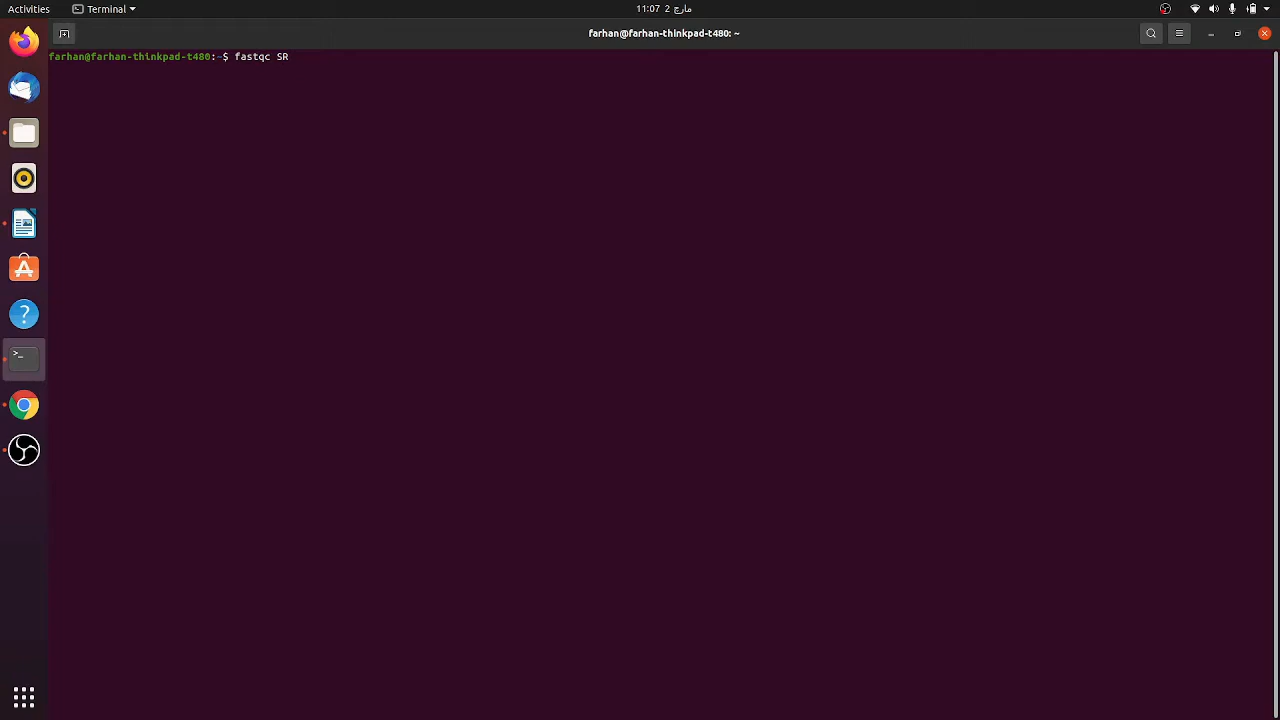 Activities
Terminal
11:07 2 مارچ
farhan@farhan-thinkpad-t480: ~
farhan@farhan-thinkpad-t480:~$ fastqc SR